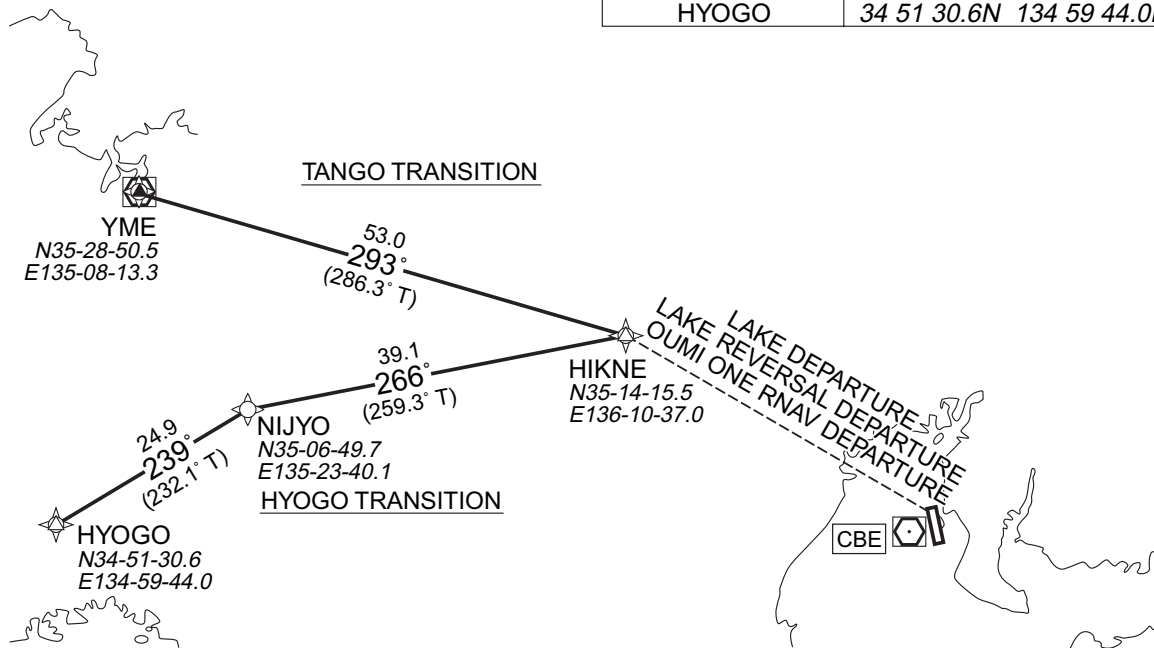 HYOGO 34 51 30.6N 134 59 44.0
TANGO TRANSITION
YME
N35-28-50.5
E135-08-13.3
53.0
293°
(286.3° T)
LAKE DEPARTURE
LAKE REVERSAL DEPARTURE
OUMI ONE RNAV DEPARTURE
HIKNE
N35-14-15.5
E136-10-37.0
39.1
266°
(259.3° T)
NIJYO
N35-06-49.7
E135-23-40.1
24.9
239°
(232.1° T)
HYOGO TRANSITION
HYOGO
N34-51-30.6
E134-59-44.0
CBE